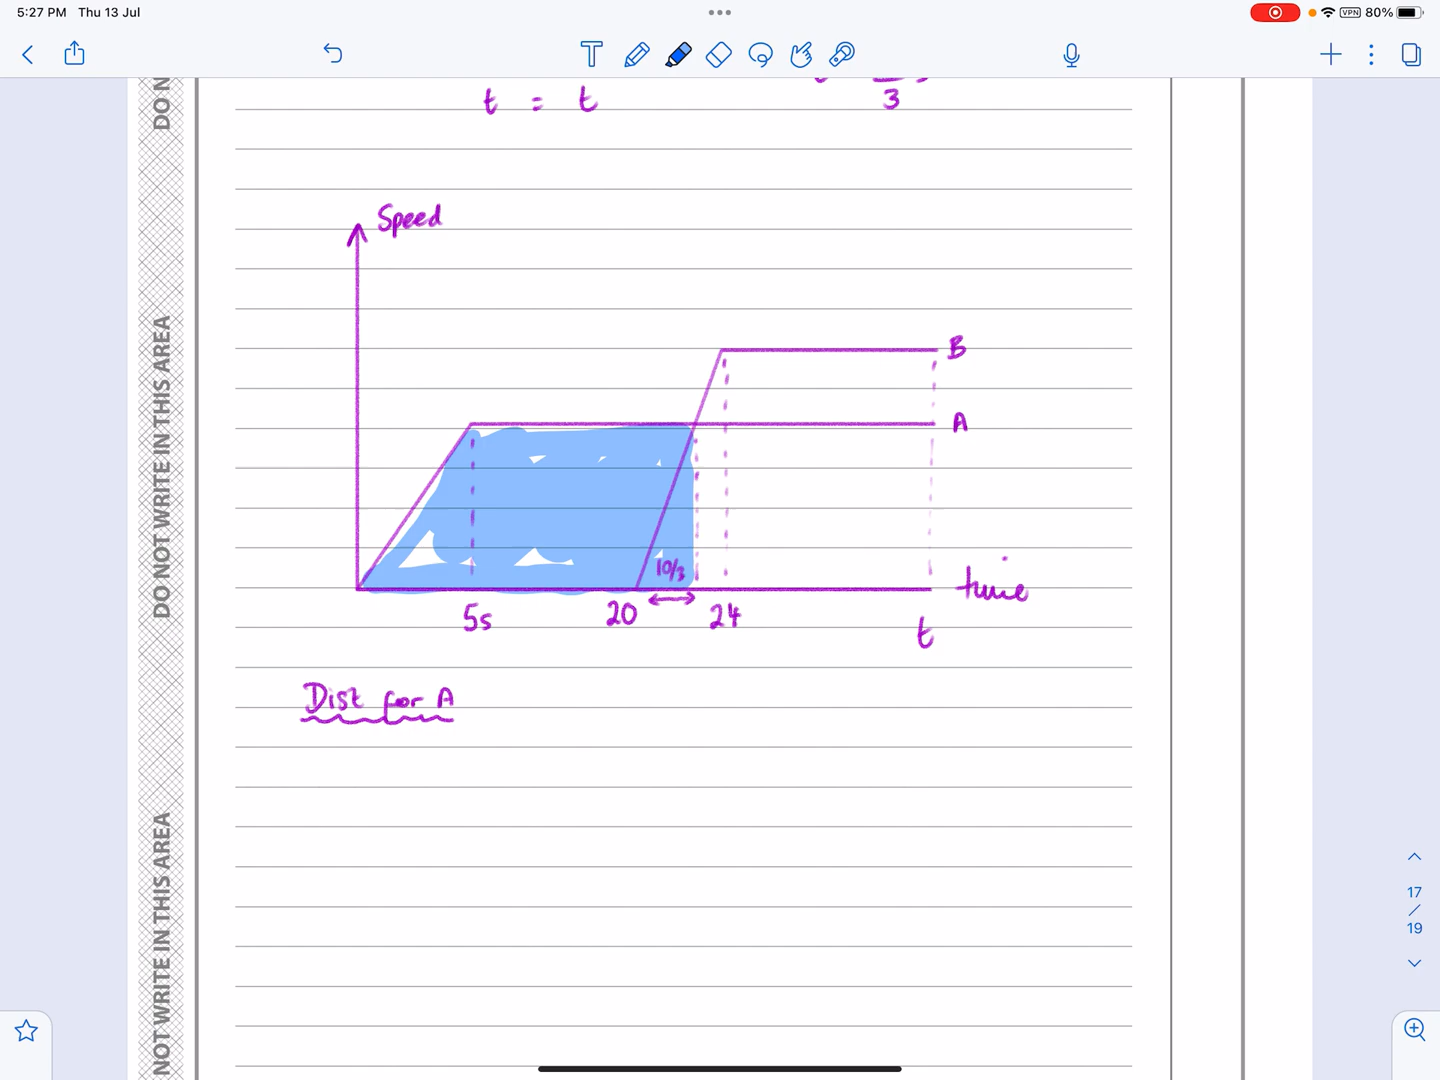 5:27 PM Thu 13 Jul
VPN 80%
T
t = t
3
DO N
Speed
B
A
DO NOT WRITE IN THIS AREA
10/3
time
5s 20 24 t
Dist for A
NOT WRITE IN THIS AREA
17
/
19